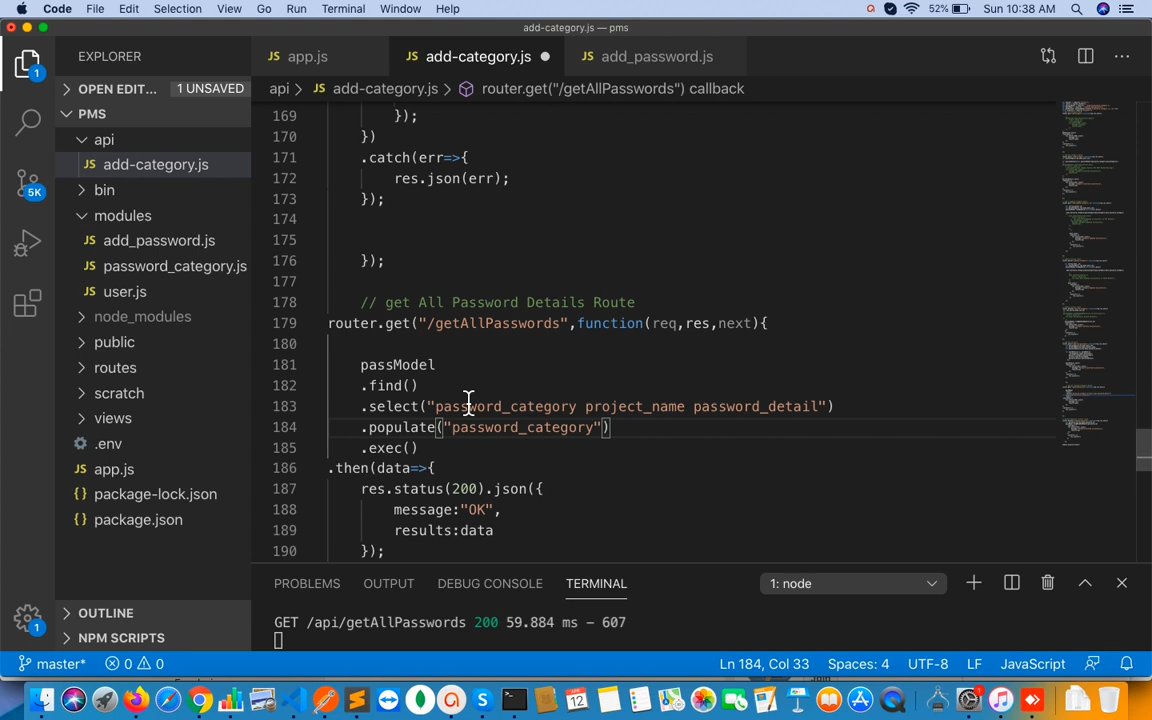 Code File Edit Selection View Go Run Terminal Window Help 52% Sun 10:38 AM
add-category.js — pms
EXPLORER
JS app.js JS add-category.js JS add_password.js
OPEN EDIT... 1 UNSAVED
api > JS add-category.js > router.get("/getAllPasswords") callback
PMS
api
JS add-category.js
bin
modules
JS add_password.js
JS password_category.js
JS user.js
node_modules
public
routes
scratch
views
.env
JS app.js
{} package-lock.json
{} package.json
OUTLINE
NPM SCRIPTS
1
5K
1
169 });
170 })
171 .catch(err=>{
172 res.json(err);
173 });
174
175
176 });
177
178 // get All Password Details Route
179 router.get("/getAllPasswords",function(req,res,next){
180
181 passModel
182 .find()
183 .select("password_category project_name password_detail")
184 .populate("password_category")
185 .exec()
186 .then(data=>{
187 res.status(200).json({
188 message:"OK",
189 results:data
190 });
PROBLEMS OUTPUT DEBUG CONSOLE TERMINAL 1: node
GET /api/getAllPasswords 200 59.884 ms - 607
master* 0 0 Ln 184, Col 33 Spaces: 4 UTF-8 LF JavaScript